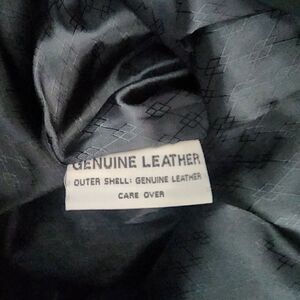 GENUINE LEATHER
OUTER SHELL: GENUINE LEATHER
CARE OVER